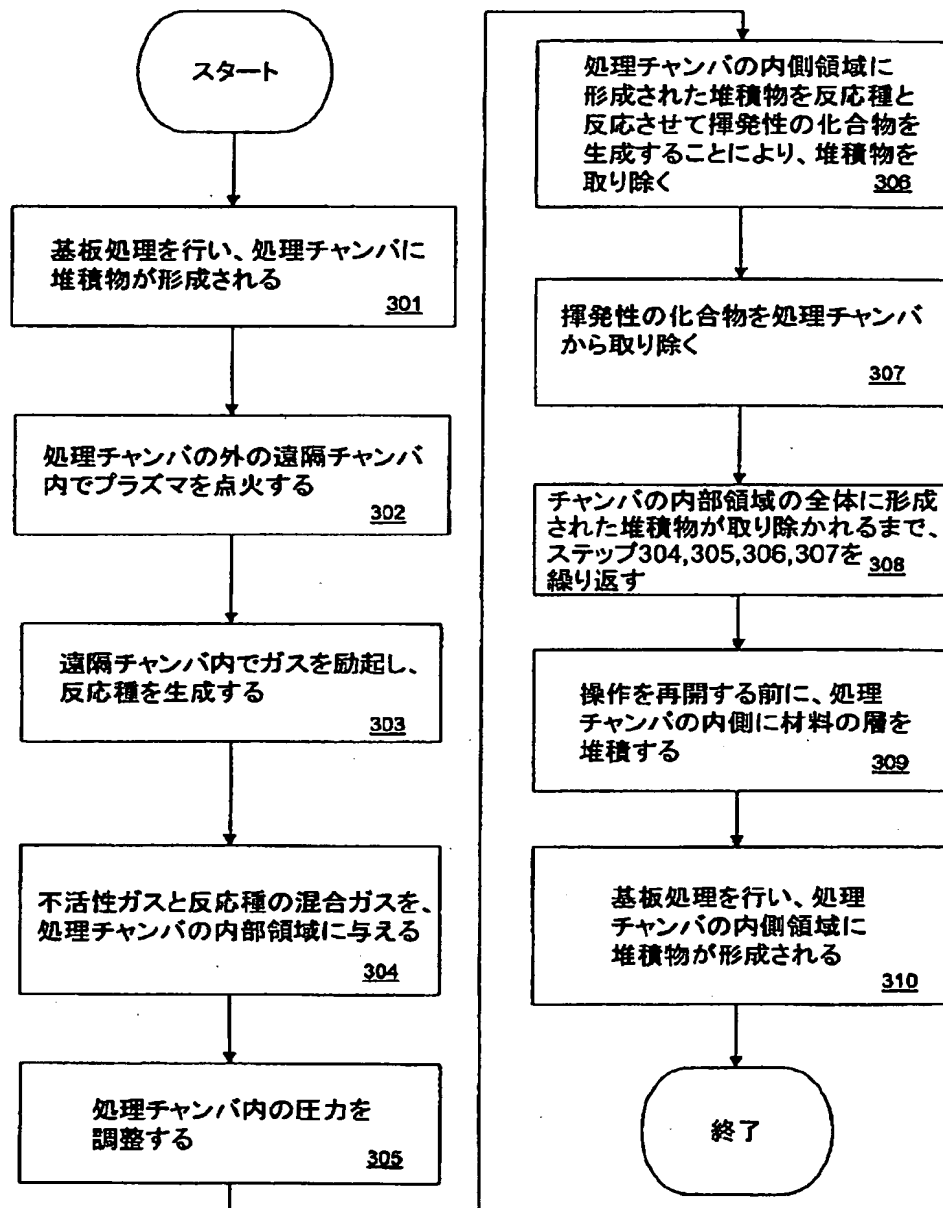 スタート
基板処理を行い、処理チャンバに
堆積物が形成される
301
処理チャンバの外の遠隔チャンバ
内でプラズマを点火する
302
遠隔チャンバ内でガスを励起し、
反応種を生成する
303
不活性ガスと反応種の混合ガスを、
処理チャンバの内部領域に与える
304
処理チャンバ内の圧力を
調整する
305
処理チャンバの内側領域に
形成された堆積物を反応種と
反応させて揮発性の化合物を
生成することにより、堆積物を
取り除く
306
揮発性の化合物を処理チャンバ
から取り除く
307
チャンバの内部領域の全体に形成
された堆積物が取り除かれるまで、
ステップ304,305,306,307を
308
繰り返す
操作を再開する前に、処理
チャンバの内側に材料の層を
堆積する
309
基板処理を行い、処理
チャンバの内側領域に
堆積物が形成される
310
終了